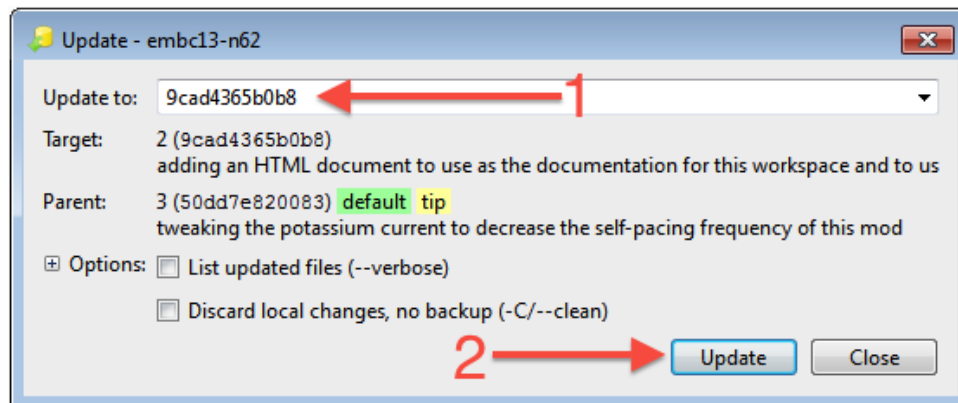 Update - embc13-n62
Update to: 9cad4365b0b8 1
Target: 2 (9cad4365b0b8)
adding an HTML document to use as the documentation for this workspace and to us
Parent: 3 (50dd7e820083) default tip
tweaking the potassium current to decrease the self-pacing frequency of this mod
Options: List updated files (--verbose)
Discard local changes, no backup (-C/--clean)
2 Update Close